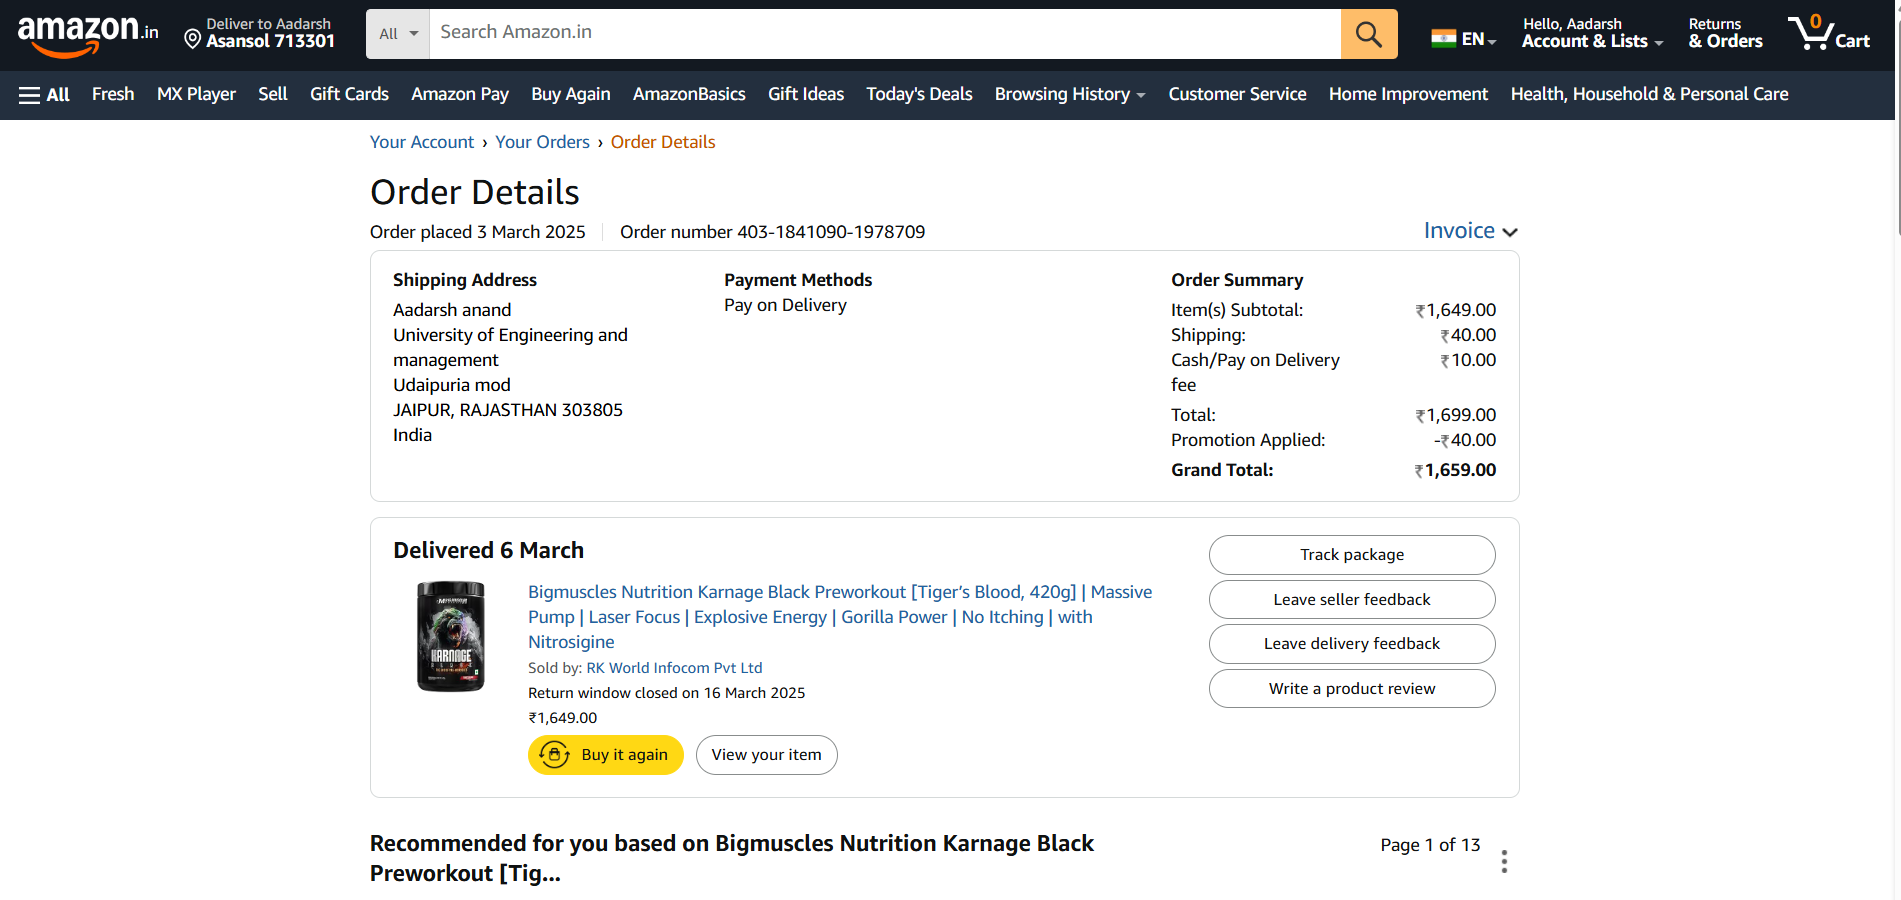 amazon.in
Deliver to Aadarsh
Asansol 713301
All
Search Amazon.in
EN
Hello, Aadarsh
Account & Lists
Returns
& Orders
0
Cart
All
Fresh
MX Player
Sell
Gift Cards
Amazon Pay
Buy Again
AmazonBasics
Gift Ideas
Today's Deals
Browsing History
Customer Service
Home Improvement
Health, Household & Personal Care
Your Account › Your Orders › Order Details
Order Details
Order placed 3 March 2025
Order number 403-1841090-1978709
Invoice
Shipping Address
Aadarsh anand
University of Engineering and
management
Udaipuria mod
JAIPUR, RAJASTHAN 303805
India
Payment Methods
Pay on Delivery
Order Summary
Item(s) Subtotal: ₹1,649.00
Shipping: ₹40.00
Cash/Pay on Delivery ₹10.00
fee
Total: ₹1,699.00
Promotion Applied: -₹40.00
Grand Total: ₹1,659.00
Delivered 6 March
KARNAGE
Bigmuscles Nutrition Karnage Black Preworkout [Tiger’s Blood, 420g] | Massive
Pump | Laser Focus | Explosive Energy | Gorilla Power | No Itching | with
Nitrosigine
Sold by: RK World Infocom Pvt Ltd
Return window closed on 16 March 2025
₹1,649.00
Buy it again
View your item
Track package
Leave seller feedback
Leave delivery feedback
Write a product review
Recommended for you based on Bigmuscles Nutrition Karnage Black
Preworkout [Tig...
Page 1 of 13